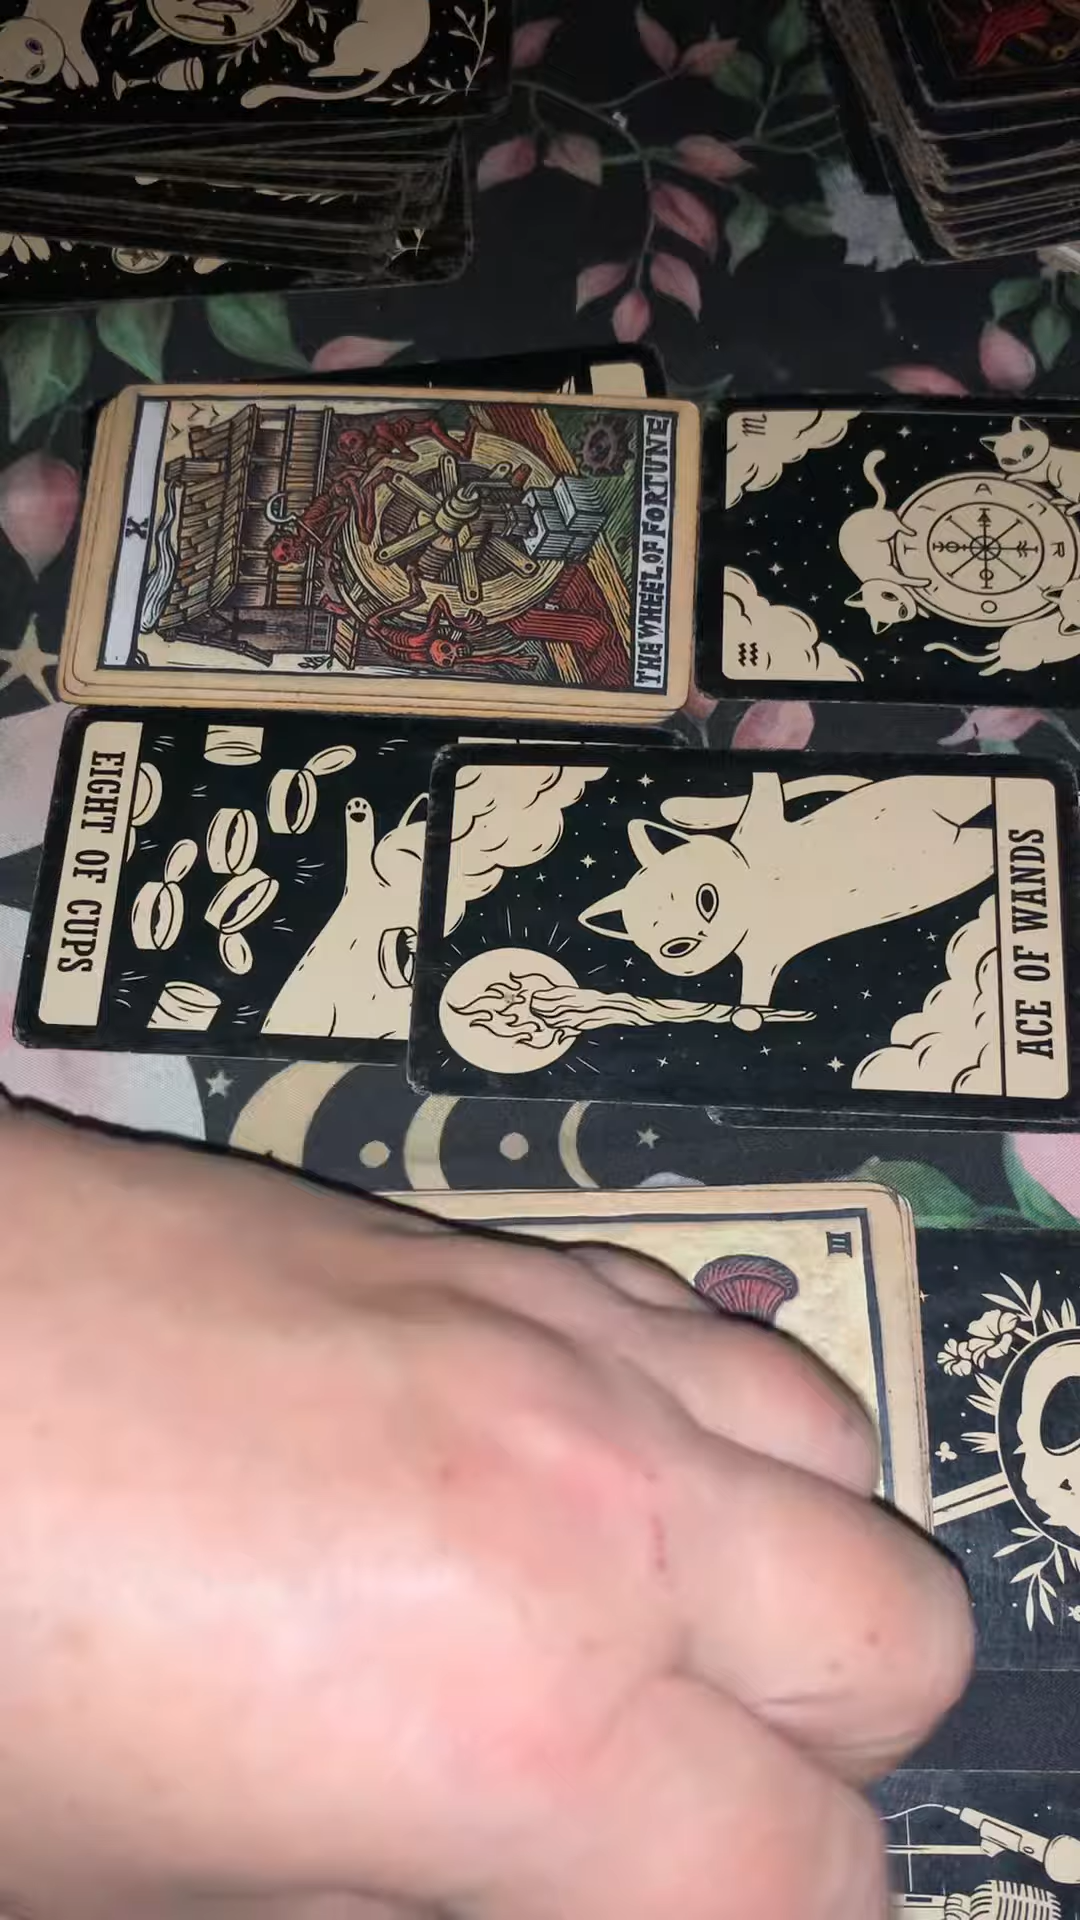 X
THE WHEEL OF FORTUNE
♏
♒
T
A
R
O
EIGHT OF CUPS
ACE OF WANDS
III